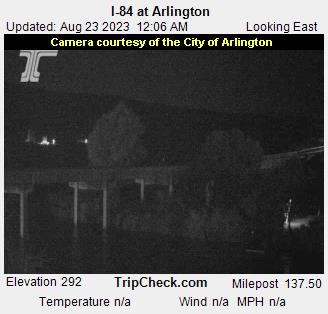 I-84 at Arlington
Updated: Aug 23 2023 12:06 AM Looking East
Camera courtesy of the City of Arlington
Elevation 292 TripCheck.com Milepost 137.50
Temperature n/a Wind n/a MPH n/a